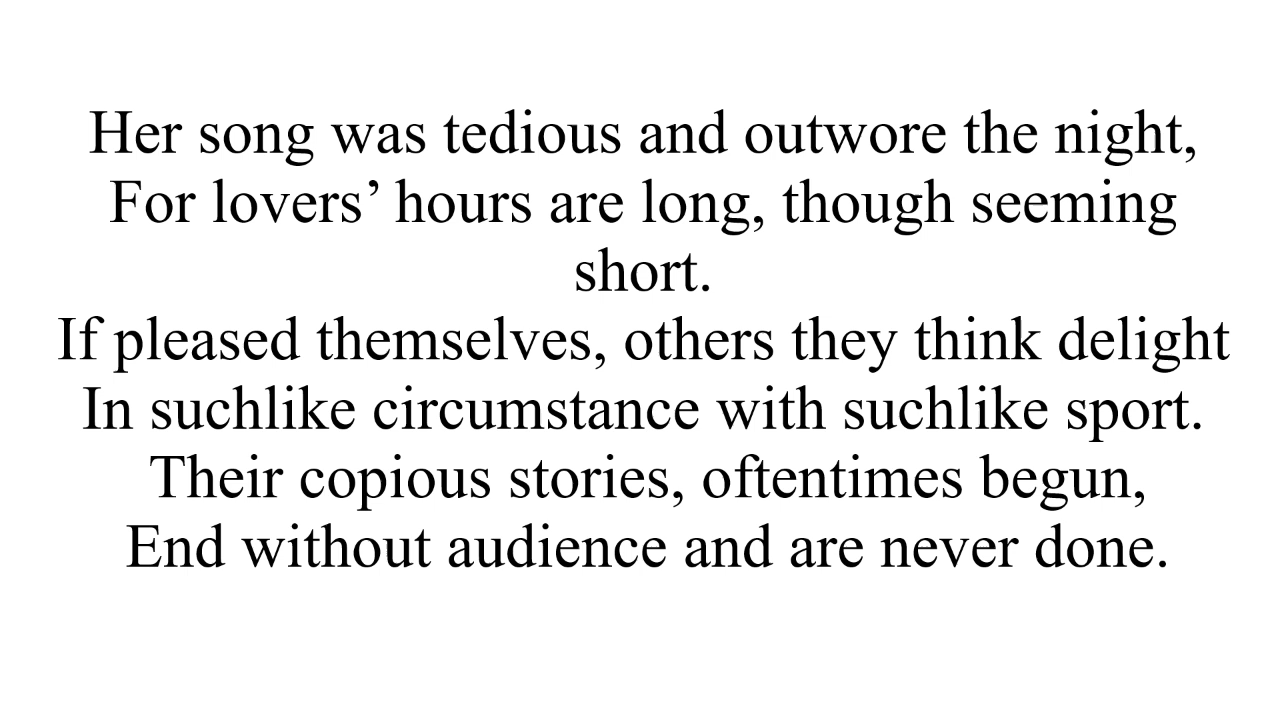 Her song was tedious and outwore the night,
For lovers’ hours are long, though seeming
short.
If pleased themselves, others they think delight
In suchlike circumstance with suchlike sport.
Their copious stories, oftentimes begun,
End without audience and are never done.